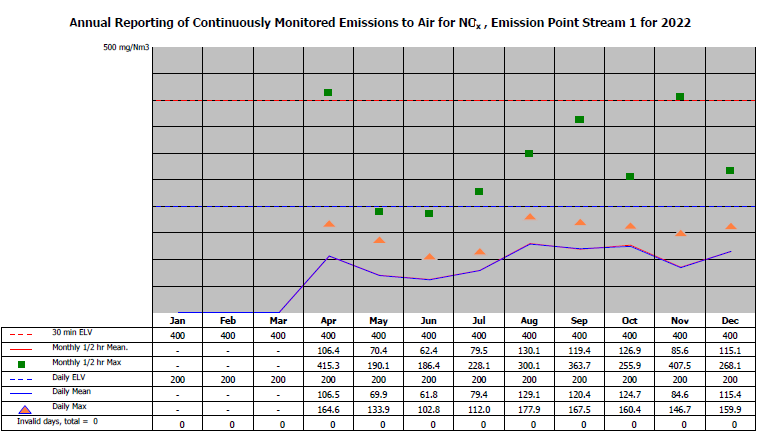 Annual Reporting of Continuously Monitored Emissions to Air for NOx , Emission Point Stream 1 for 2022
500 mg/Nm3
Jan Feb Mar Apr May Jun Jul Aug Sep Oct Nov Dec
30 min ELV 400 400 400 400 400 400 400 400 400 400 400 400
Monthly 1/2 hr Mean. - - - 106.4 70.4 62.4 79.5 130.1 119.4 126.9 85.6 115.1
Monthly 1/2 hr Max - - - 415.3 190.1 186.4 228.1 300.1 363.7 255.9 407.5 268.1
Daily ELV 200 200 200 200 200 200 200 200 200 200 200 200
Daily Mean - - - 106.5 69.9 61.8 79.4 129.1 120.4 124.7 84.6 115.4
Daily Max - - - 164.6 133.9 102.8 112.0 177.9 167.5 160.4 146.7 159.9
Invalid days, total = 0 0 0 0 0 0 0 0 0 0 0 0 0